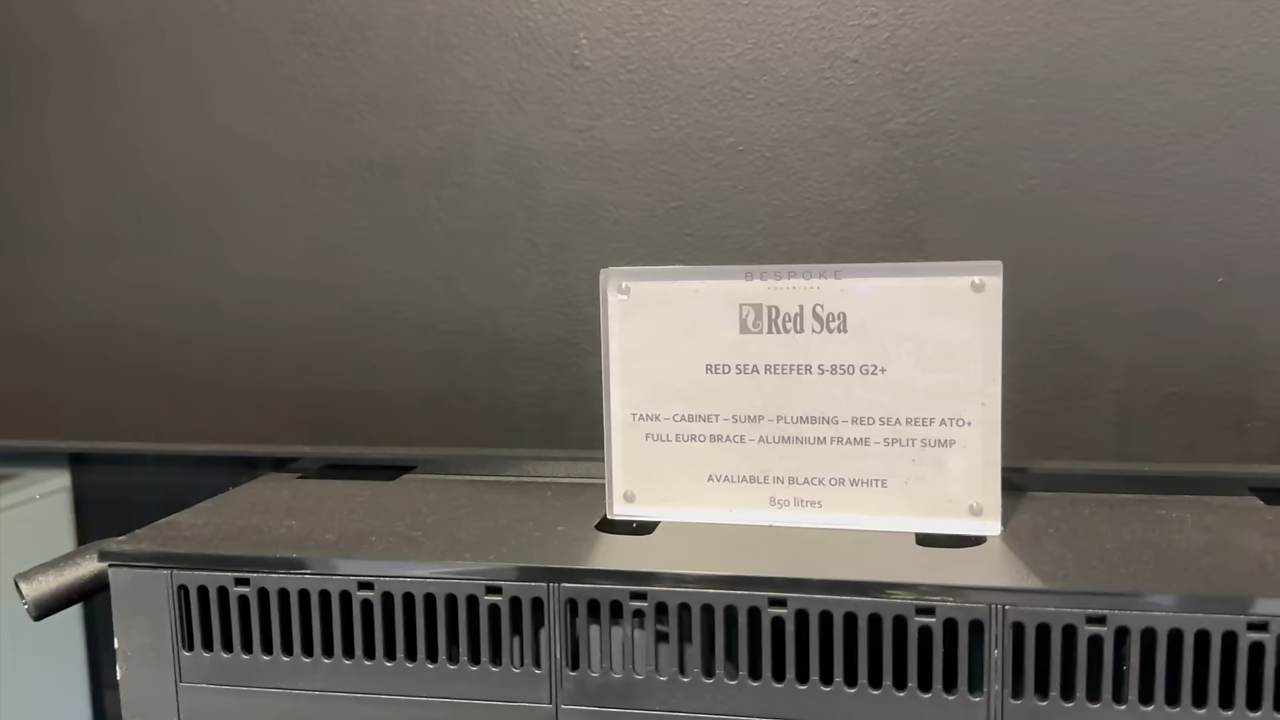 BESPOKE
AQUARIUMS
Red Sea
RED SEA REEFER S-850 G2+
TANK – CABINET – SUMP – PLUMBING – RED SEA REEF ATO+
FULL EURO BRACE – ALUMINIUM FRAME – SPLIT SUMP
AVALIABLE IN BLACK OR WHITE
850 litres